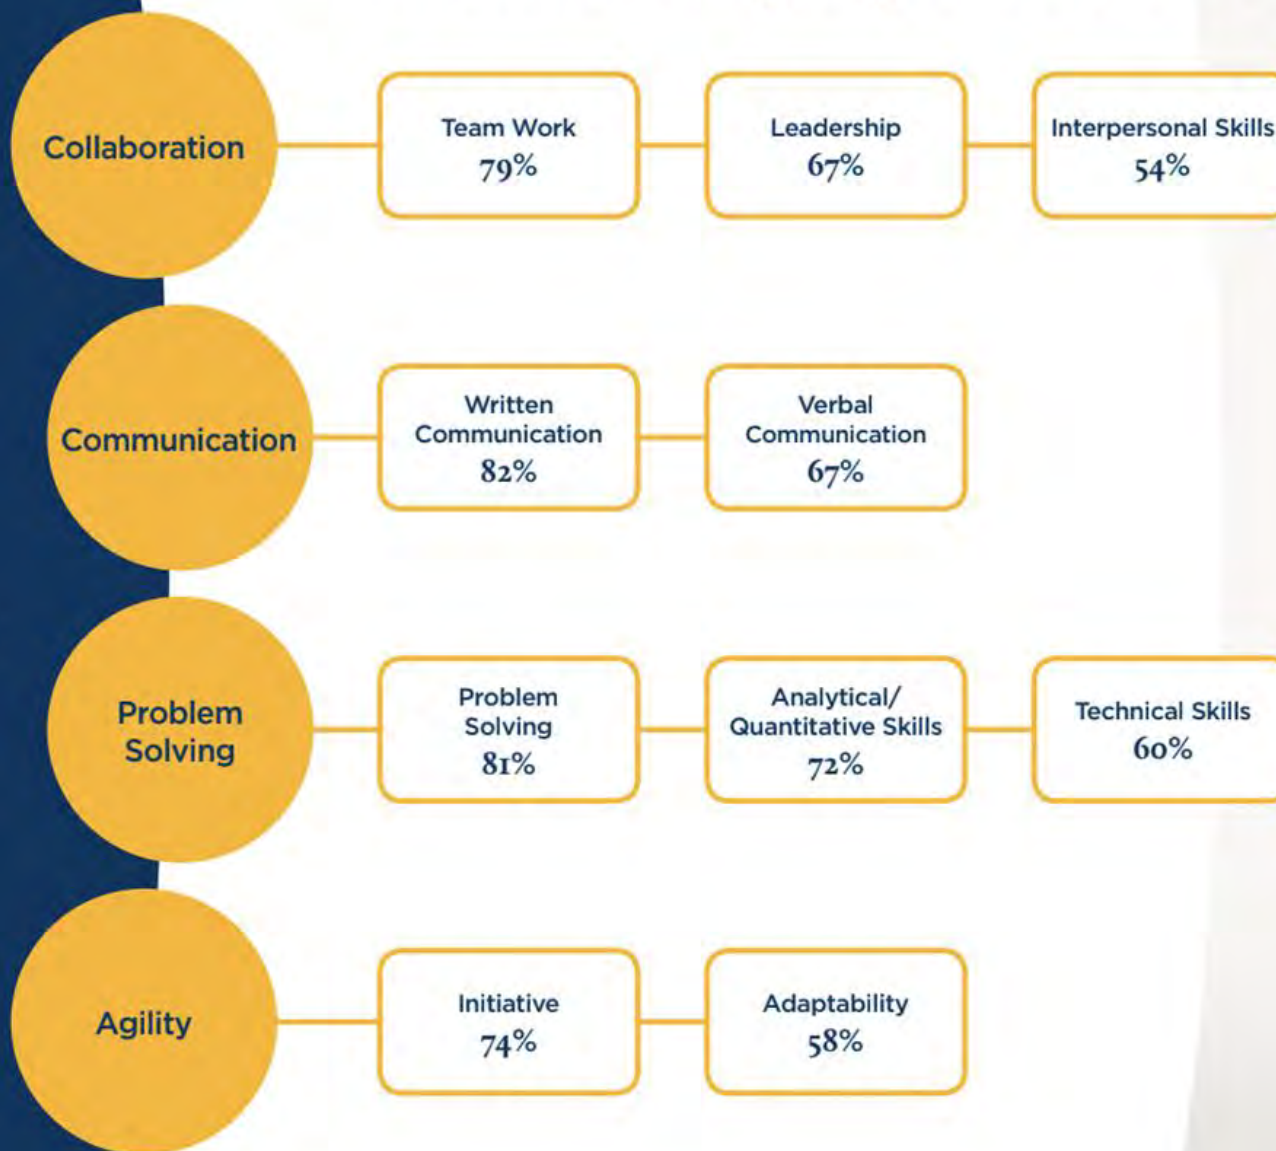 Collaboration
Team Work
79%
Leadership
67%
Interpersonal Skills
54%
Communication
Written
Communication
82%
Verbal
Communication
67%
Problem
Solving
Problem
Solving
81%
Analytical/
Quantitative Skills
72%
Technical Skills
60%
Agility
Initiative
74%
Adaptability
58%